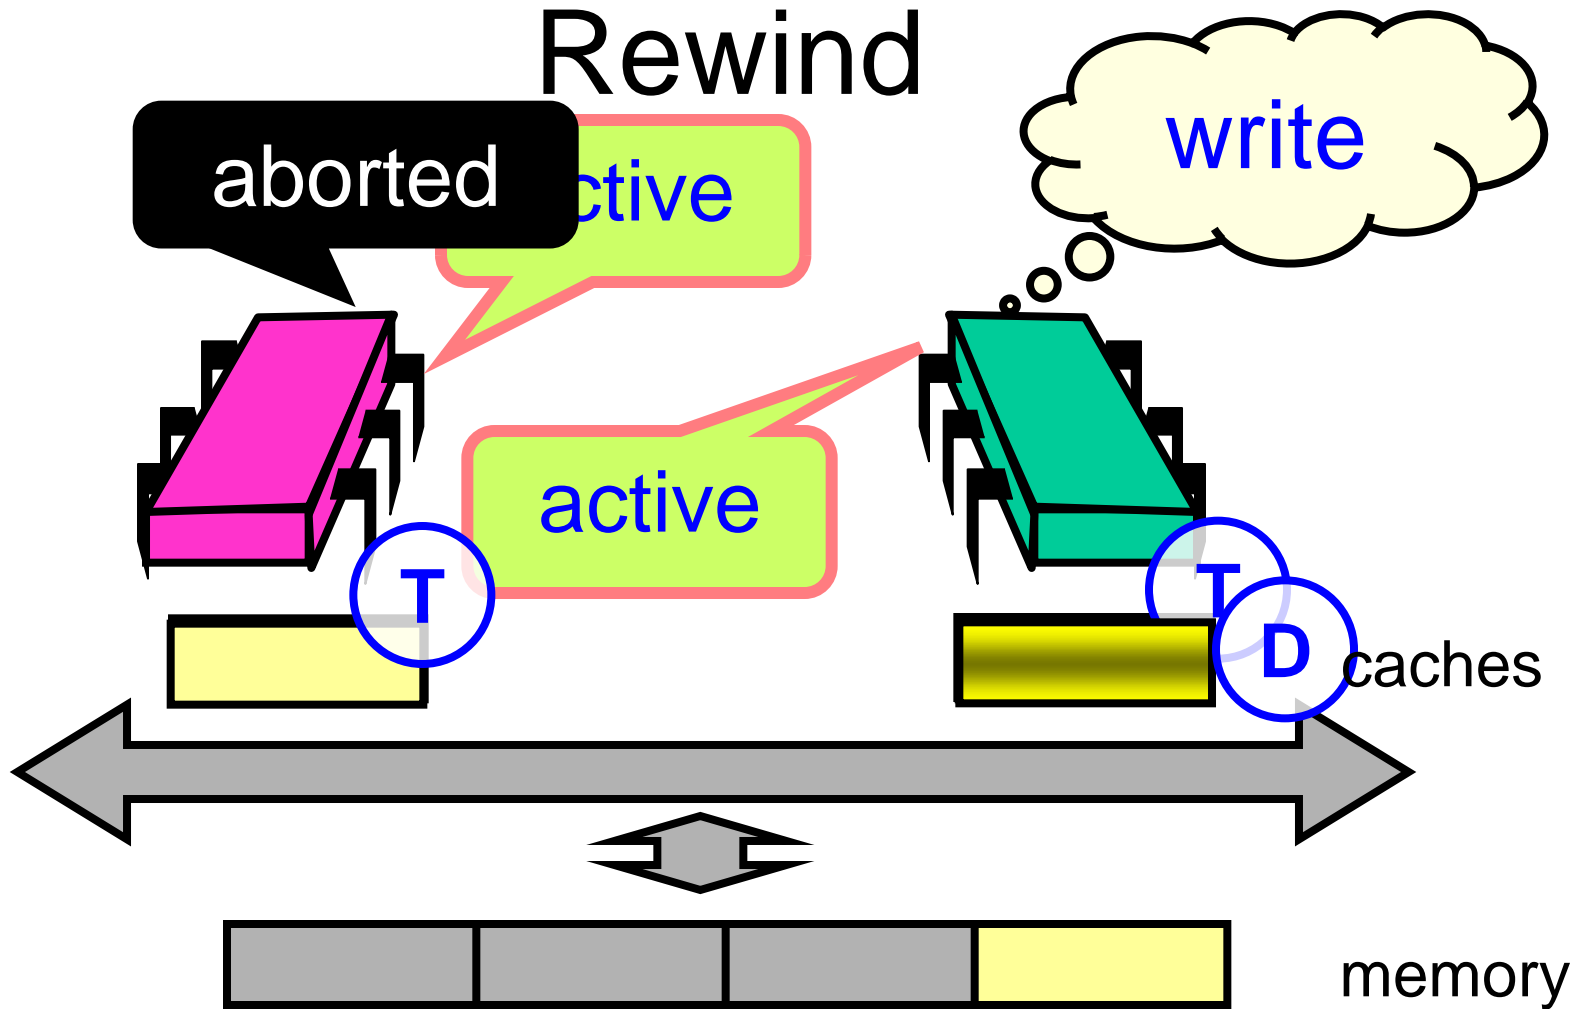 Rewind
aborted
ctive
write
active
T
T
D
caches
memory